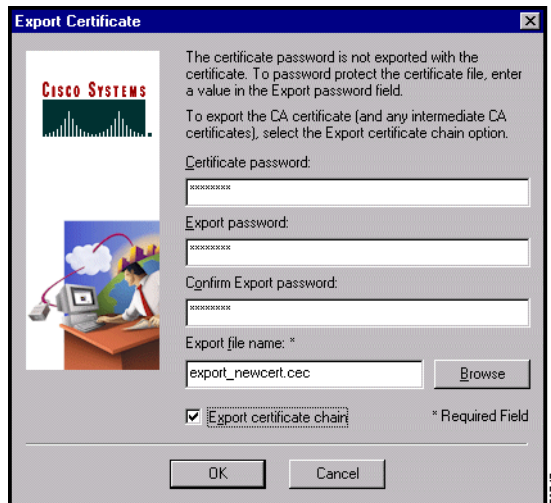 Export Certificate
CISCO SYSTEMS
The certificate password is not exported with the
certificate. To password protect the certificate file, enter
a value in the Export password field.
To export the CA certificate (and any intermediate CA
certificates), select the Export certificate chain option.
Certificate password:
xxxxxxxx
Export password:
xxxxxxxx
Confirm Export password:
xxxxxxxx
Export file name: *
export_newcert.cec
Browse
Export certificate chain
* Required Field
OK
Cancel